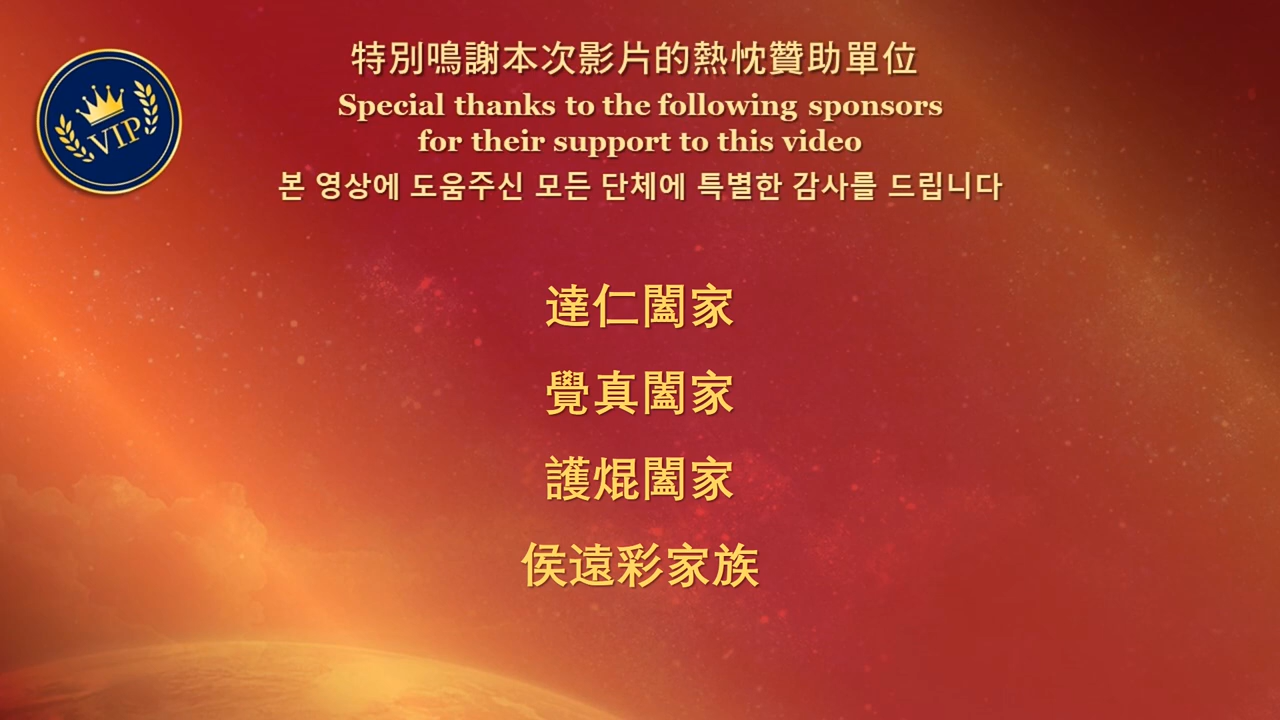 特別鳴謝本次影片的熱忱贊助單位
Special thanks to the following sponsors
for their support to this video
본 영상에 도움주신 모든 단체에 특별한 감사를 드립니다
VIP
達仁闔家
覺真闔家
護焜闔家
侯遠彩家族